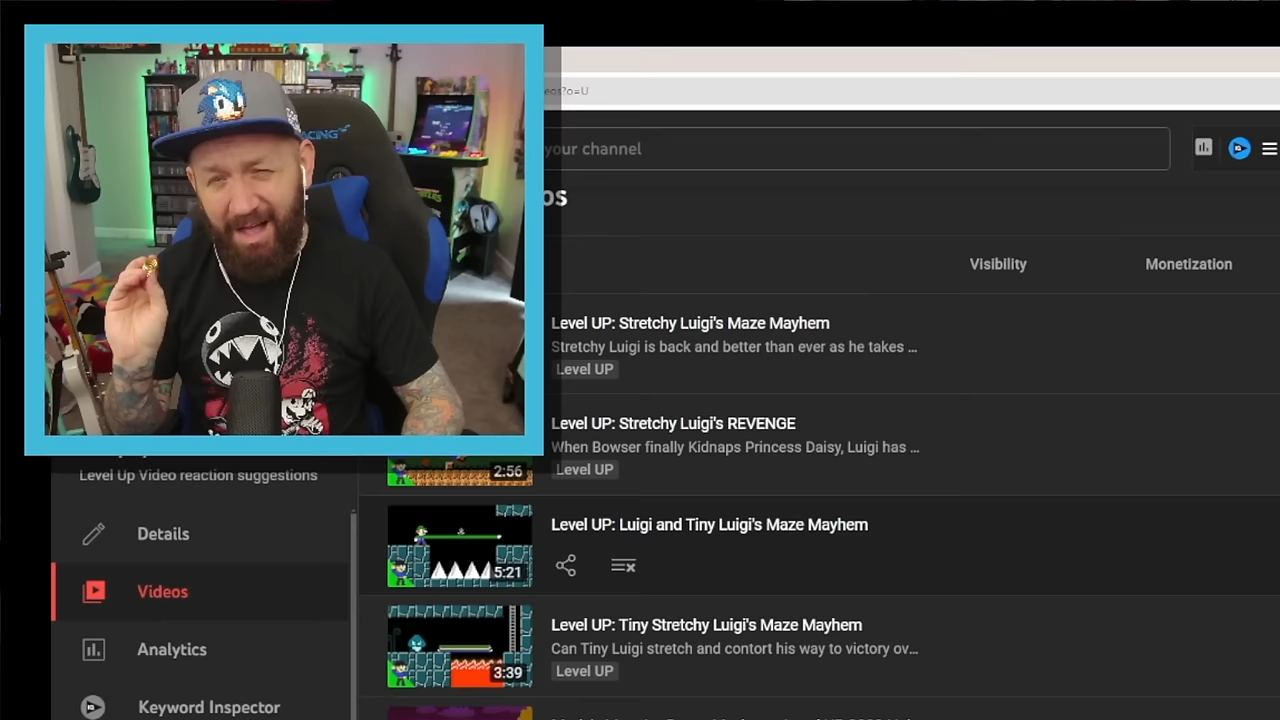 eos?o=U
your channel
os
Visibility
Monetization
ACING
Level UP: Stretchy Luigi's Maze Mayhem
Stretchy Luigi is back and better than ever as he takes ...
Level UP
Level UP: Stretchy Luigi's REVENGE
When Bowser finally Kidnaps Princess Daisy, Luigi has ...
Level UP
2:56
Level Up Video reaction suggestions
Level UP: Luigi and Tiny Luigi's Maze Mayhem
5:21
Details
Videos
Level UP: Tiny Stretchy Luigi's Maze Mayhem
Can Tiny Luigi stretch and contort his way to victory ov...
Level UP
3:39
Analytics
Keyword Inspector